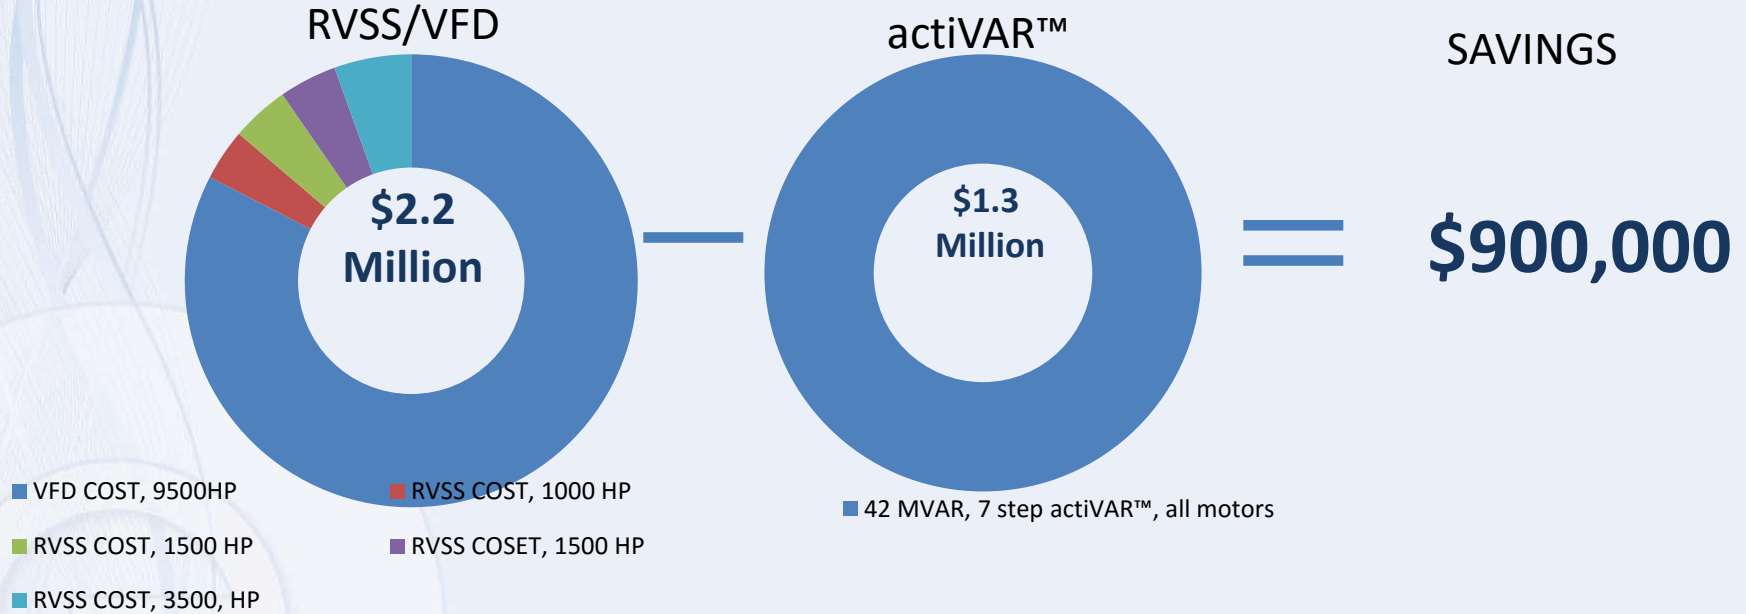 RVSS/VFD
$2.2
Million
VFD COST, 9500HP
RVSS COST, 1000 HP
RVSS COST, 1500 HP
RVSS COSET, 1500 HP
RVSS COST, 3500, HP
actiVAR™
$1.3
Million
42 MVAR, 7 step actiVAR™, all motors
SAVINGS
$900,000